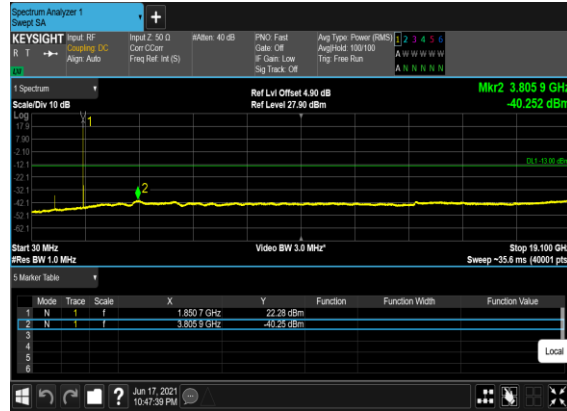 Spectrum Analyzer 1
Swept SA
+
KEYSIGHT Input: RF Input Z: 50 Ω #Atten: 40 dB PNO: Fast Avg Type: Power (RMS) 1 2 3 4 5 6
R T Coupling: DC Corr CCorr Gate: Off Avg|Hold: 100/100 A W W W W W
Align: Auto Freq Ref: Int (S) IF Gain: Low Trig: Free Run
Sig Track: Off A N N N N N
1 Spectrum Ref Lvl Offset 4.90 dB Mkr2 3.805 9 GHz
Scale/Div 10 dB Ref Level 27.90 dBm -40.252 dBm
Log
17.9 1
7.90
-2.10
-12.1 DL1 -13.00 dBm
-22.1
-32.1 2
-42.1
-52.1
-62.1
Start 30 MHz Video BW 3.0 MHz* Stop 19.100 GHz
#Res BW 1.0 MHz Sweep ~35.6 ms (40001 pts)
5 Marker Table
Mode Trace Scale X Y Function Function Width Function Value
1 N 1 f 1.850 7 GHz 22.28 dBm
2 N 1 f 3.805 9 GHz -40.25 dBm
3
4
5
6
Local
? Jun 17, 2021
10:47:39 PM